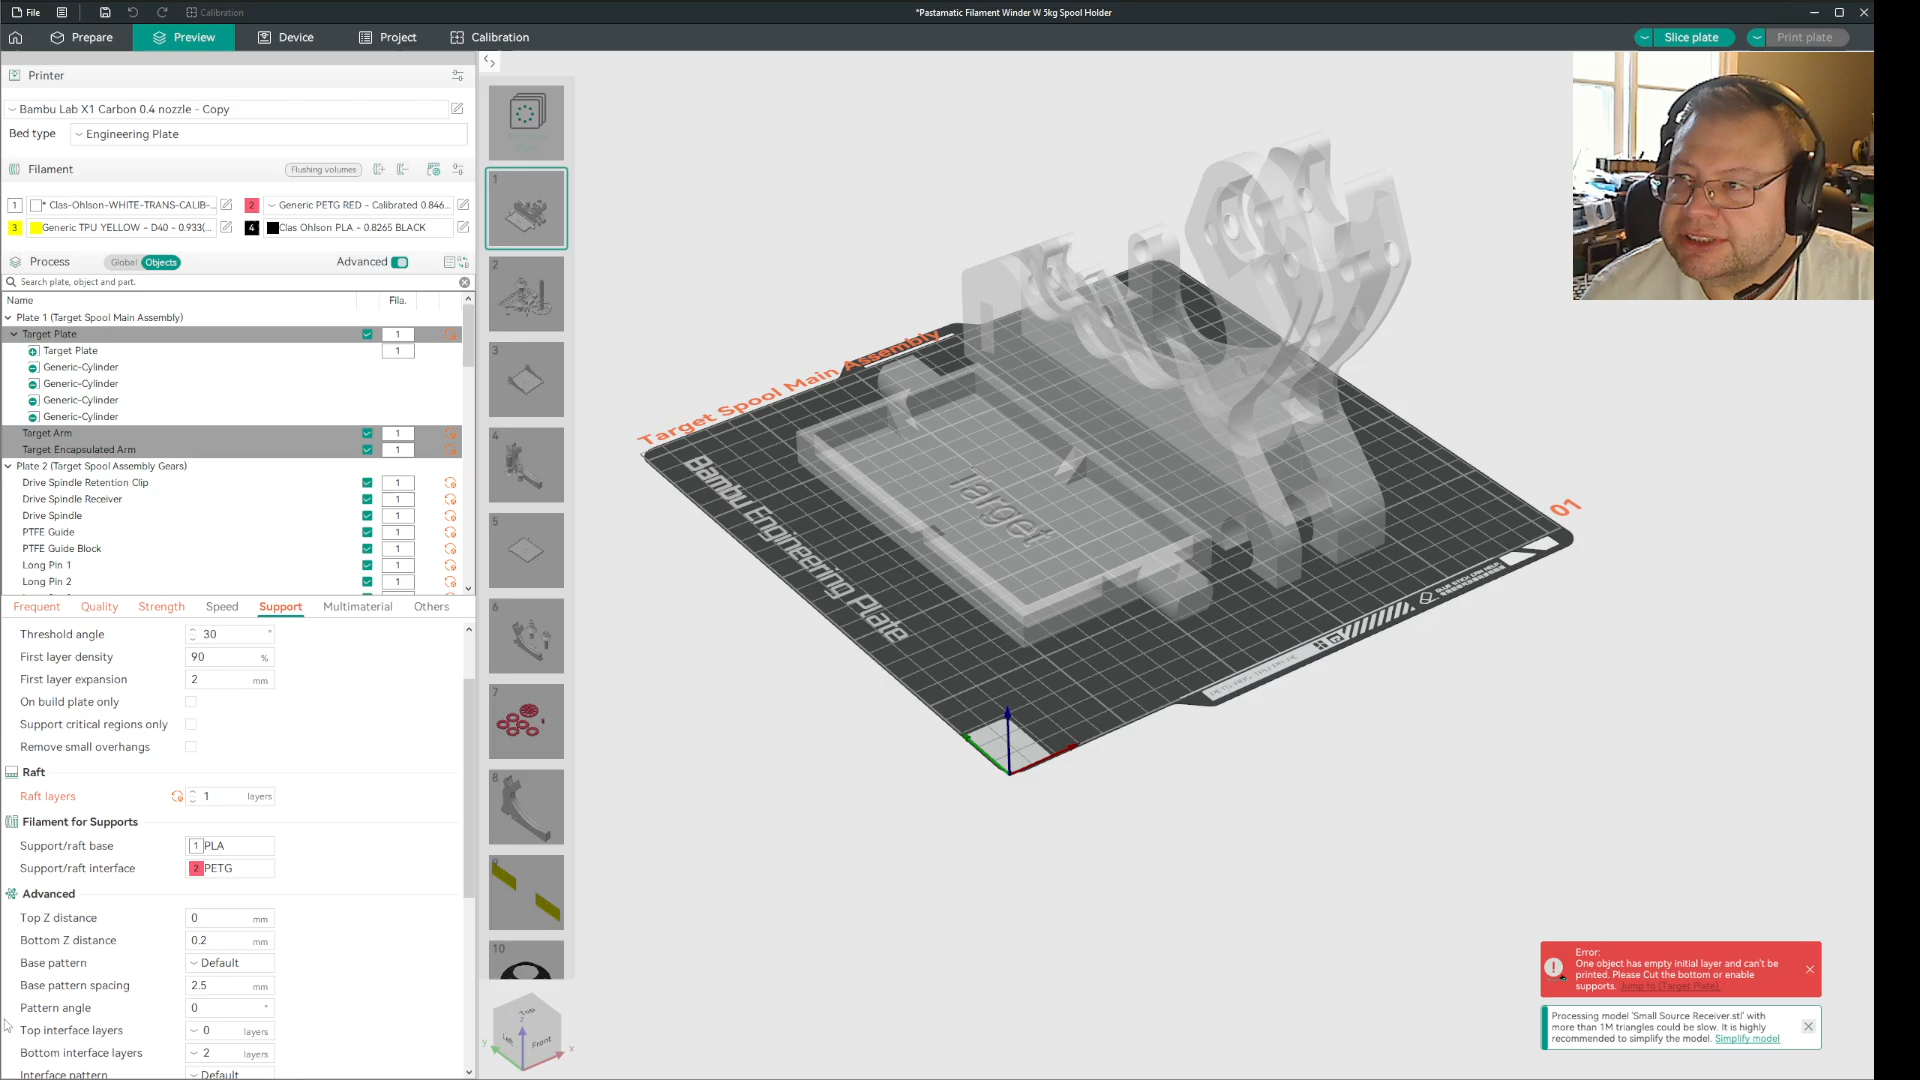 File
Calibration
*Pastamatic Filament Winder W 5kg Spool Holder
Prepare
Preview
Device
Project
Calibration
Slice plate
Print plate
Printer
Bambu Lab X1 Carbon 0.4 nozzle - Copy
Bed type
Engineering Plate
Filament
Flushing volumes
1
* Clas-Ohlson-WHITE-TRANS-CALIB-...
2
Generic PETG RED - Calibrated 0.846...
3
Generic TPU YELLOW - D40 - 0.933(...
4
Clas Ohlson PLA - 0.8265 BLACK
Process
Global
Objects
Advanced
Search plate, object and part.
Name
Fila.
Plate 1 (Target Spool Main Assembly)
Target Plate
1
Target Plate
1
Generic-Cylinder
Generic-Cylinder
Generic-Cylinder
Generic-Cylinder
Target Arm
1
Target Encapsulated Arm
1
Plate 2 (Target Spool Assembly Gears)
Drive Spindle Retention Clip
1
Drive Spindle Receiver
1
Drive Spindle
1
PTFE Guide
1
PTFE Guide Block
1
Long Pin 1
1
Long Pin 2
1
Frequent
Quality
Strength
Speed
Support
Multimaterial
Others
Threshold angle
30
°
First layer density
90
%
First layer expansion
2
mm
On build plate only
Support critical regions only
Remove small overhangs
Raft
Raft layers
1
layers
Filament for Supports
Support/raft base
1 PLA
Support/raft interface
2 PETG
Advanced
Top Z distance
0
mm
Bottom Z distance
0.2
mm
Base pattern
Default
Base pattern spacing
2.5
mm
Pattern angle
0
°
Top interface layers
0
layers
Bottom interface layers
2
layers
Interface pattern
Default
1
2
3
4
5
6
7
8
9
10
Target Spool Main Assembly
Bambu Engineering Plate
Target
01
Top
Left
Front
z
y
x
Error:
One object has empty initial layer and can't be
printed. Please Cut the bottom or enable
supports. Jump to [Target Plate]
Processing model 'Small Source Receiver.stl' with
more than 1M triangles could be slow. It is highly
recommended to simplify the model. Simplify model